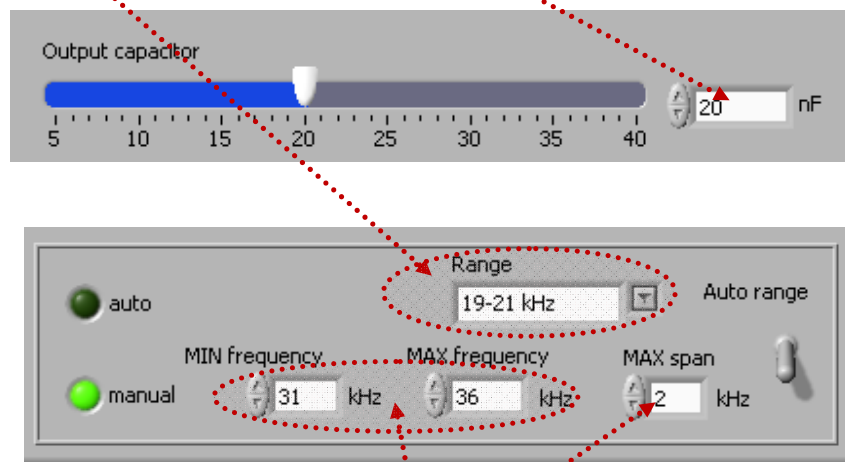 Output capacitor
20 nF
5 10 15 20 25 30 35 40
Range
19-21 kHz
Auto range
auto
MIN frequency MAX frequency MAX span
manual 31 kHz 36 kHz 2 kHz